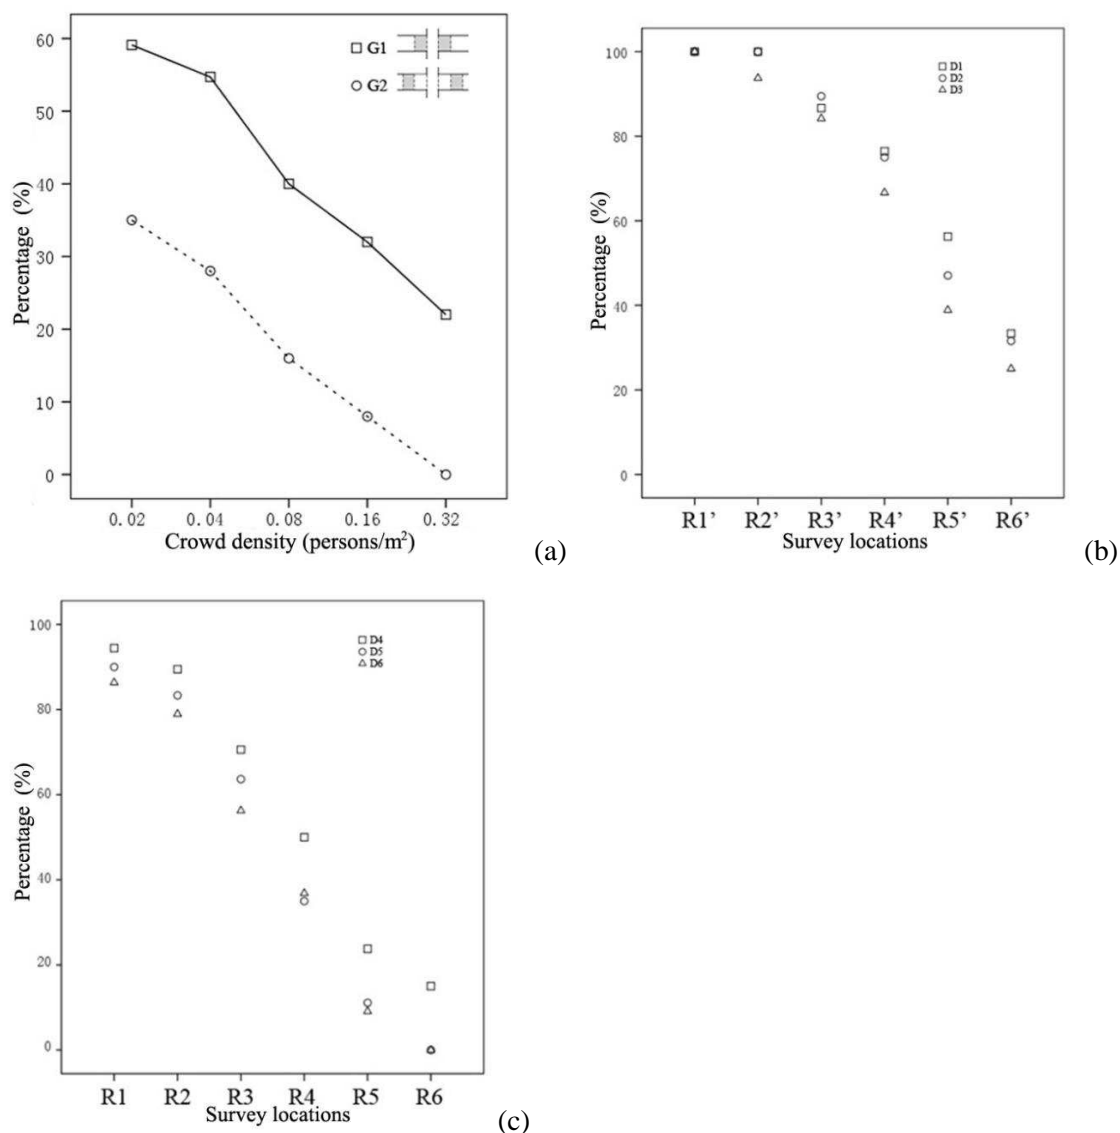 60
50
40
30
20
10
0
Percentage (%)
G1
G2
0.02 0.04 0.08 0.16 0.32
Crowd density (persons/m²)
(a)
100
80
60
40
20
0
Percentage (%)
D1
D2
D3
R1’ R2’ R3’ R4’ R5’ R6’
Survey locations
(b)
100
80
60
40
20
0
Percentage (%)
D4
D5
D6
R1 R2 R3 R4 R5 R6
Survey locations
(c)